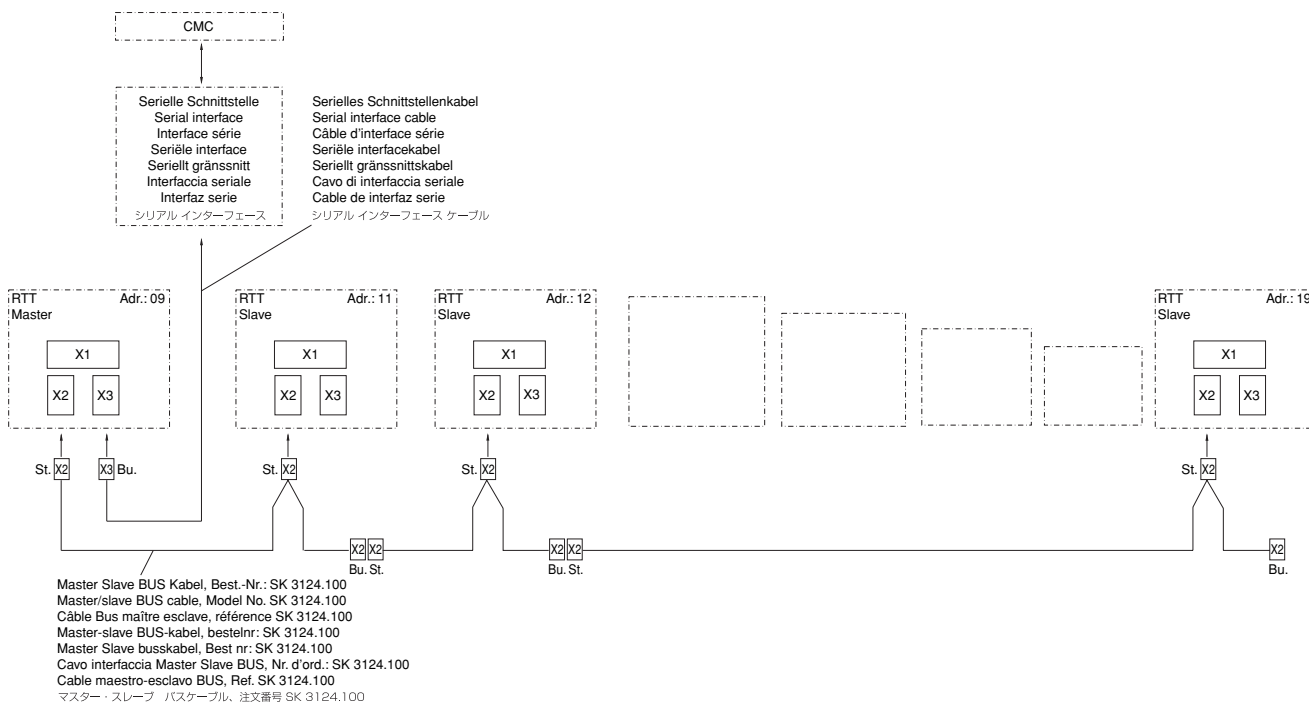 CMC
Serielle Schnittstelle
Serial interface
Interface série
Seriële interface
Seriellt gränssnitt
Interfaccia seriale
Interfaz serie
シリアル インターフェース
Serielles Schnittstellenkabel
Serial interface cable
Câble d'interface série
Seriële interfacekabel
Seriellt gränssnittskabel
Cavo di interfaccia seriale
Cable de interfaz serie
シリアル インターフェース ケーブル
RTT Adr.: 09
Master
X1
X2 X3
RTT Adr.: 11
Slave
X1
X2 X3
RTT Adr.: 12
Slave
X1
X2 X3
RTT Adr.: 19
Slave
X1
X2 X3
St. X2
X3 Bu.
St. X2
St. X2
St. X2
X2 X2
Bu. St.
X2 X2
Bu. St.
X2
Bu.
Master Slave BUS Kabel, Best.-Nr.: SK 3124.100
Master/slave BUS cable, Model No. SK 3124.100
Câble Bus maître esclave, référence SK 3124.100
Master-slave BUS-kabel, bestelnr: SK 3124.100
Master Slave busskabel, Best nr: SK 3124.100
Cavo interfaccia Master Slave BUS, Nr. d'ord.: SK 3124.100
Cable maestro-esclavo BUS, Ref. SK 3124.100
マスター・スレーブ バスケーブル、注文番号 SK 3124.100